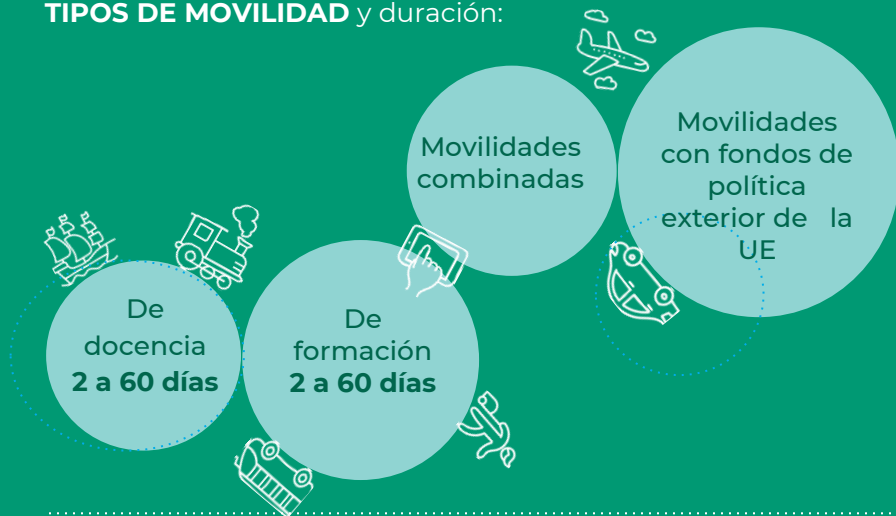 TIPOS DE MOVILIDAD y duración:
Movilidades
combinadas
Movilidades
con fondos de
política
exterior de la
UE
De
docencia
2 a 60 días
De
formación
2 a 60 días